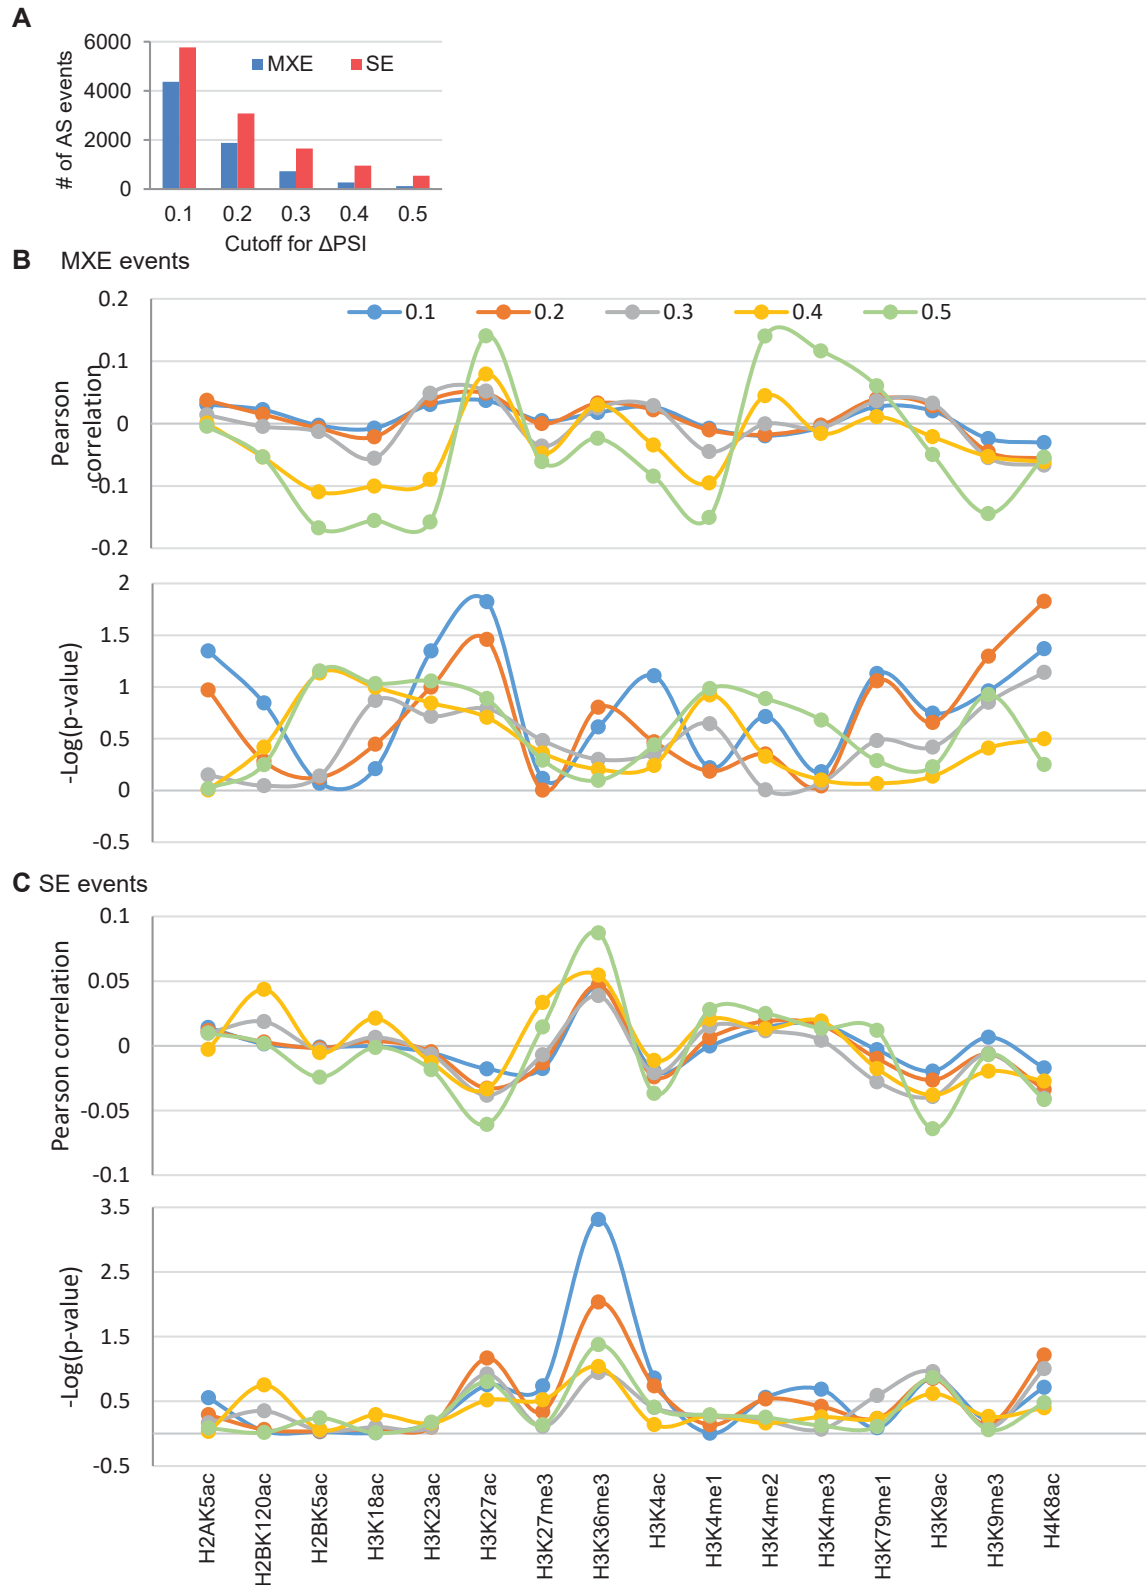 A
6000
4000
2000
0
# of AS events
MXE SE
0.1 0.2 0.3 0.4 0.5
Cutoff for ΔPSI
B MXE events
0.2
0.1
0
-0.1
-0.2
Pearson
correlation
0.1 0.2 0.3 0.4 0.5
2
1.5
1
0.5
0
-0.5
-Log(p-value)
C SE events
0.1
0.05
0
-0.05
-0.1
Pearson correlation
3.5
2.5
1.5
0.5
-0.5
-Log(p-value)
H2AK5ac
H2BK120ac
H2BK5ac
H3K18ac
H3K23ac
H3K27ac
H3K27me3
H3K36me3
H3K4ac
H3K4me1
H3K4me2
H3K4me3
H3K79me1
H3K9ac
H3K9me3
H4K8ac